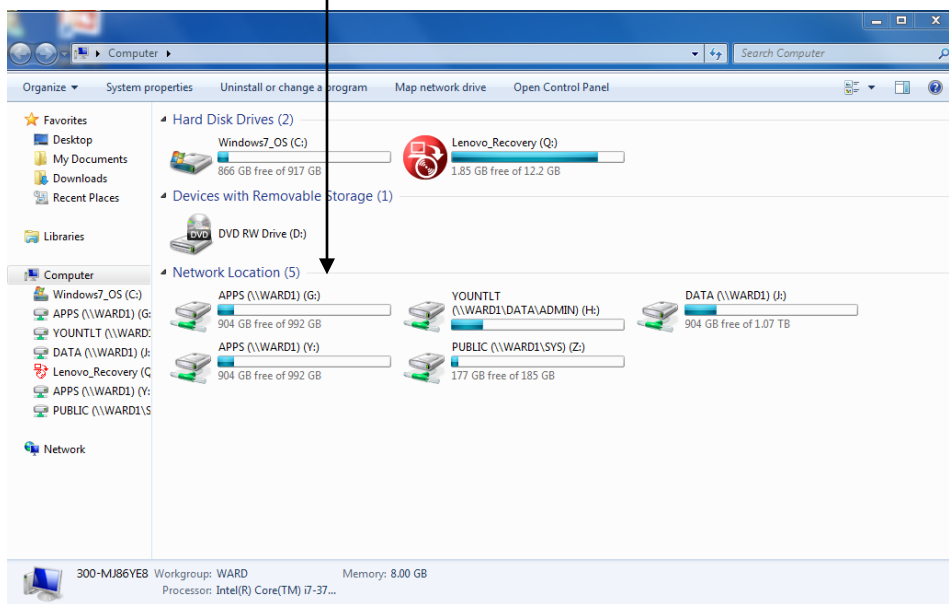 Computer
Search Computer
Organize System properties Uninstall or change a program Map network drive Open Control Panel
Favorites
Desktop
My Documents
Downloads
Recent Places
Libraries
Computer
Windows7_OS (C:)
APPS (\\WARD1) (G:
YOUNTLT (\\WARD1
DATA (\\WARD1) (J:
Lenovo_Recovery (Q
APPS (\\WARD1) (Y:
PUBLIC (\\WARD1\S
Network
Hard Disk Drives (2)
Windows7_OS (C:)
866 GB free of 917 GB
Lenovo_Recovery (Q:)
1.85 GB free of 12.2 GB
Devices with Removable Storage (1)
DVD
DVD RW Drive (D:)
Network Location (5)
APPS (\\WARD1) (G:)
904 GB free of 992 GB
YOUNTLT
(\\WARD1\DATA\ADMIN) (H:)
DATA (\\WARD1) (J:)
904 GB free of 1.07 TB
APPS (\\WARD1) (Y:)
904 GB free of 992 GB
PUBLIC (\\WARD1\SYS) (Z:)
177 GB free of 185 GB
300-MJ86YE8 Workgroup: WARD Memory: 8.00 GB
Processor: Intel(R) Core(TM) i7-37...